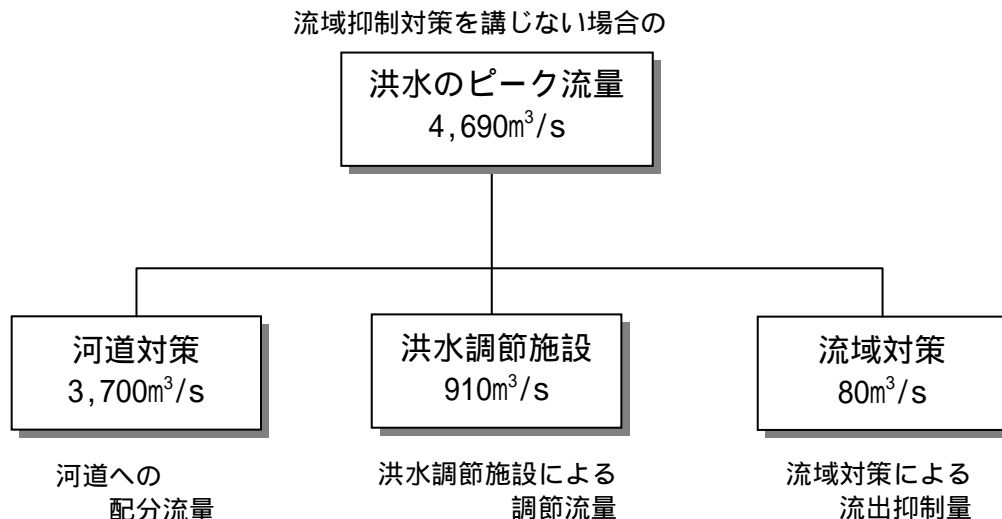 流域抑制対策を講じない場合の
洪水のピーク流量
4,690m³/s
河道対策
3,700m³/s
洪水調節施設
910m³/s
流域対策
80m³/s
河道への
配分流量
洪水調節施設による
調節流量
流域対策による
流出抑制量